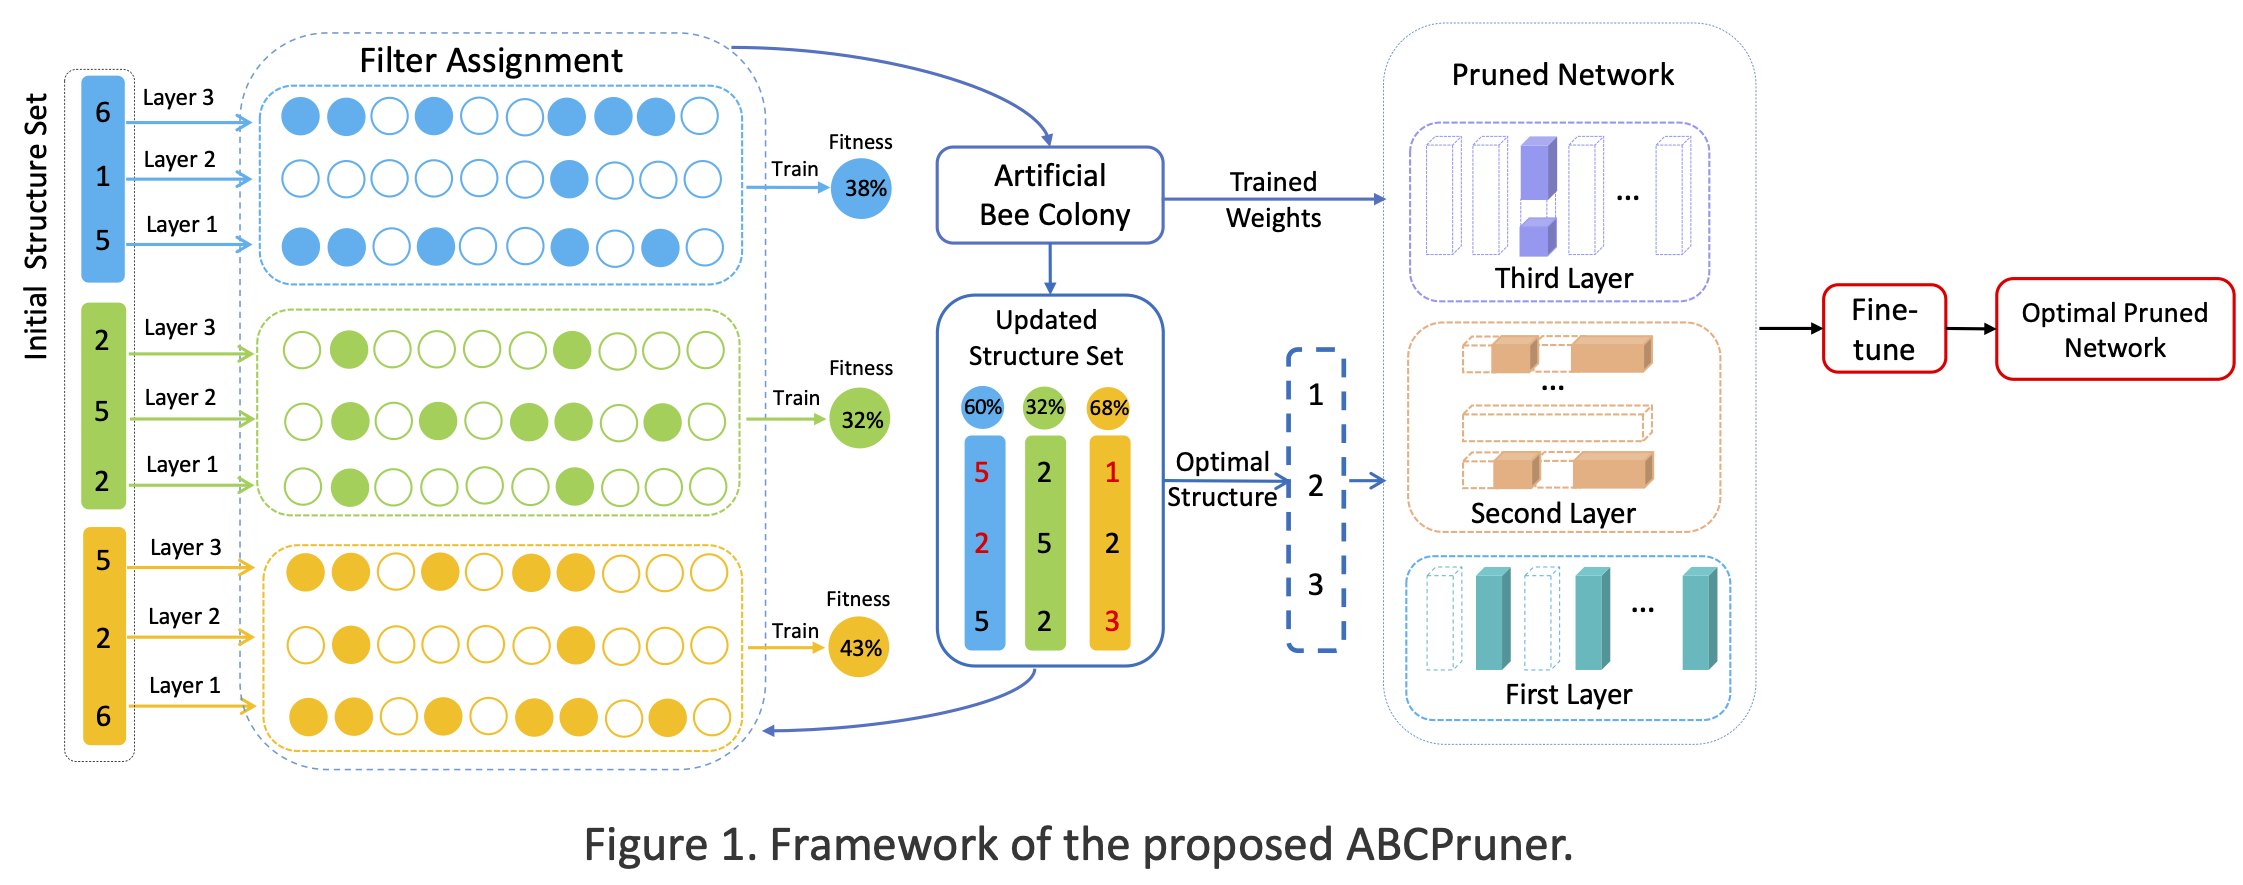 Initial Structure Set
6
1
5
2
5
2
5
2
6
Layer 3
Layer 2
Layer 1
Layer 3
Layer 2
Layer 1
Layer 3
Layer 2
Layer 1
Filter Assignment
Train
Fitness
38%
Train
Fitness
32%
Train
Fitness
43%
Artificial
Bee Colony
Trained
Weights
Updated
Structure Set
60% 32% 68%
5 2 1
2 5 2
5 2 3
Optimal
Structure
1
2
3
Pruned Network
...
Third Layer
...
Second Layer
...
First Layer
Fine-
tune
Optimal Pruned
Network
Figure 1. Framework of the proposed ABCPruner.